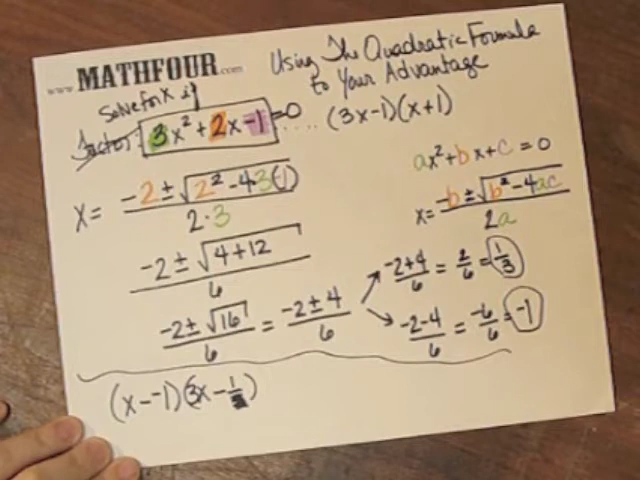 www.MATHFOUR.com
Using The Quadratic Formula
to Your Advantage
Solve for x if
Factor: 3x² + 2x - 1 = 0 .... (3x-1)(x+1)
ax² + bx + c = 0
x = -2 ± √2² - 4·3(-1) / 2·3
x = -b ± √b² - 4ac / 2a
-2 ± √4+12 / 6
-2+4/6 = 2/6 = 1/3
-2 ± √16 / 6 = -2 ± 4 / 6
-2-4/6 = -6/6 = -1
(x--1)(3x-1)